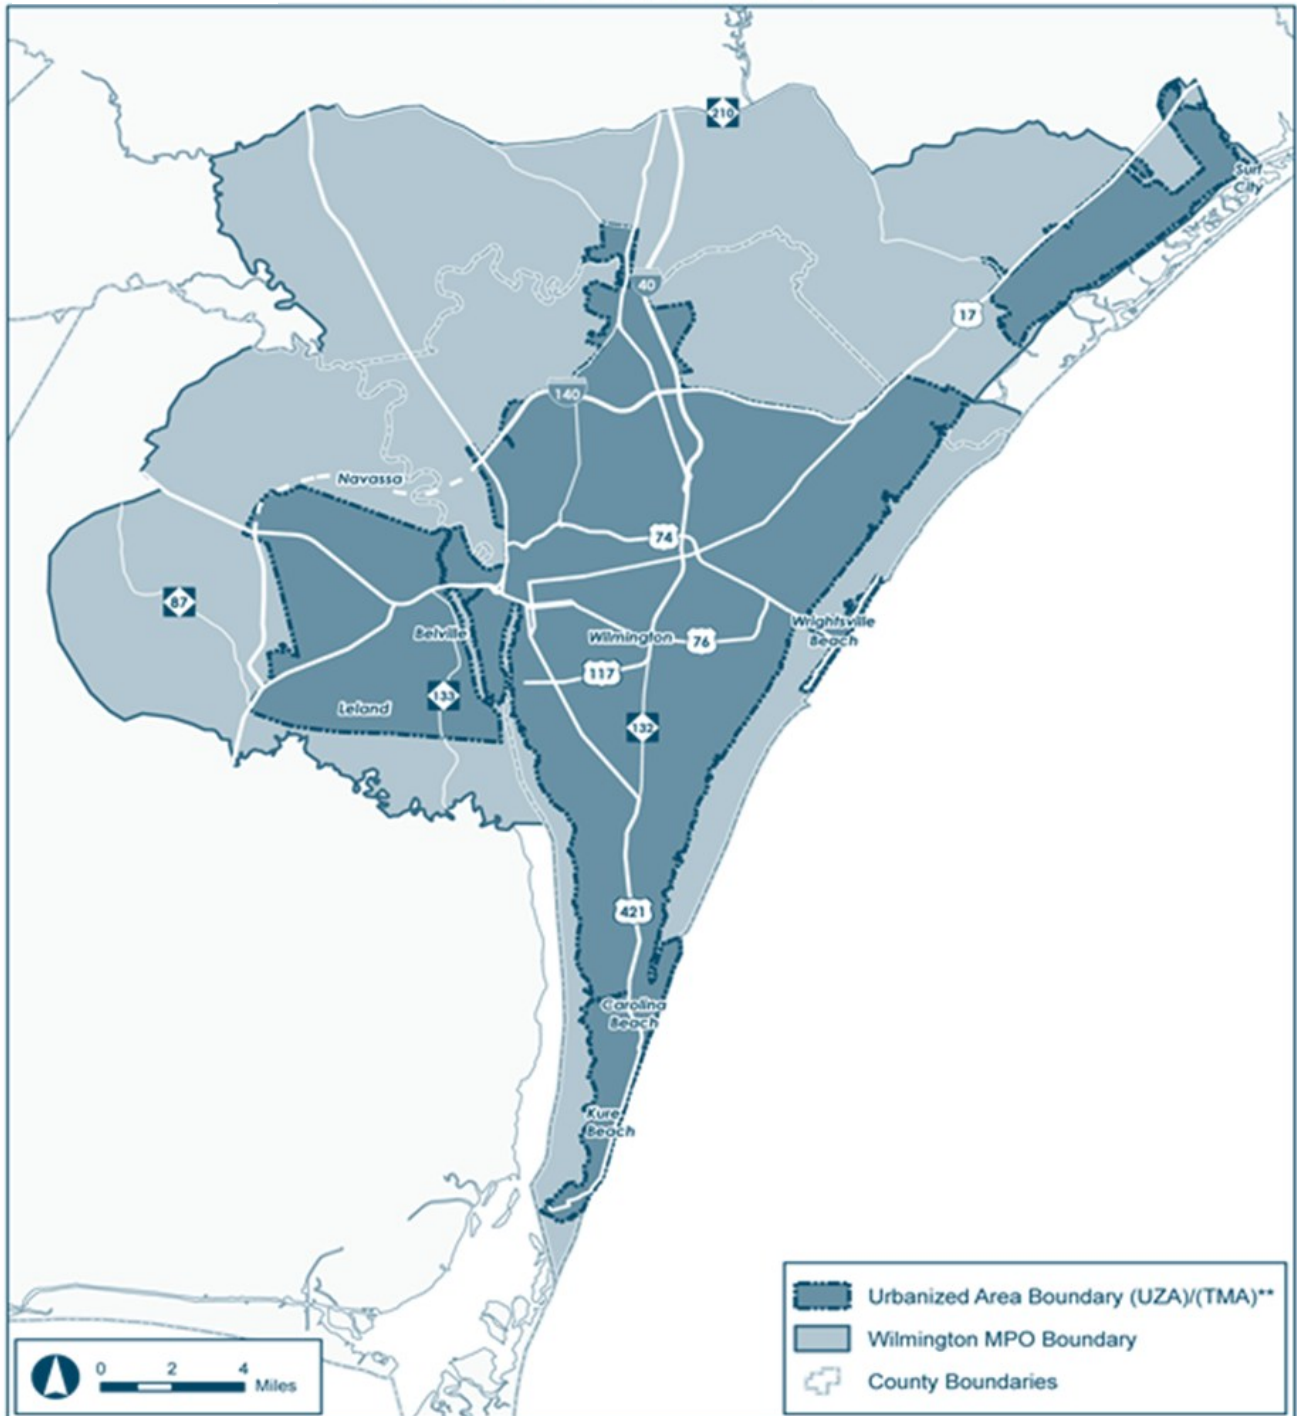 210
Surf
City
40
17
140
Navassa
74
87
Wrightsville
Beach
Belville
Wilmington
76
117
133
Leland
132
421
Carolina
Beach
Kure
Beach
Urbanized Area Boundary (UZA)/(TMA)**
Wilmington MPO Boundary
County Boundaries
0 2 4
Miles